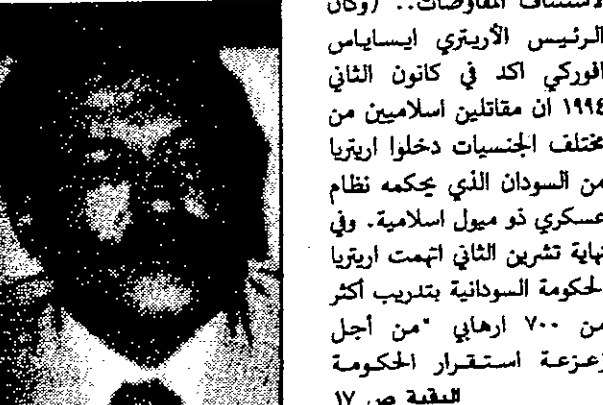 لاستئناف المفاوضات.. (وكان
الرئيس الأريتري ايساياس
افوركي اكد في كانون الثاني
١٩٩٤ ان مقاتلين اسلاميين من
مختلف الجنسيات دخلوا اريتريا
من السودان الذي يحكمه نظام
عسكري ذو ميول اسلامية. وفي
نهاية تشرين الثاني اتهمت اريتريا
الحكومة السودانية بتدريب أكثر
من ٧٠٠ ارهابي "من أجل
زعزعة استقرار الحكومة
البقية ص ١٧